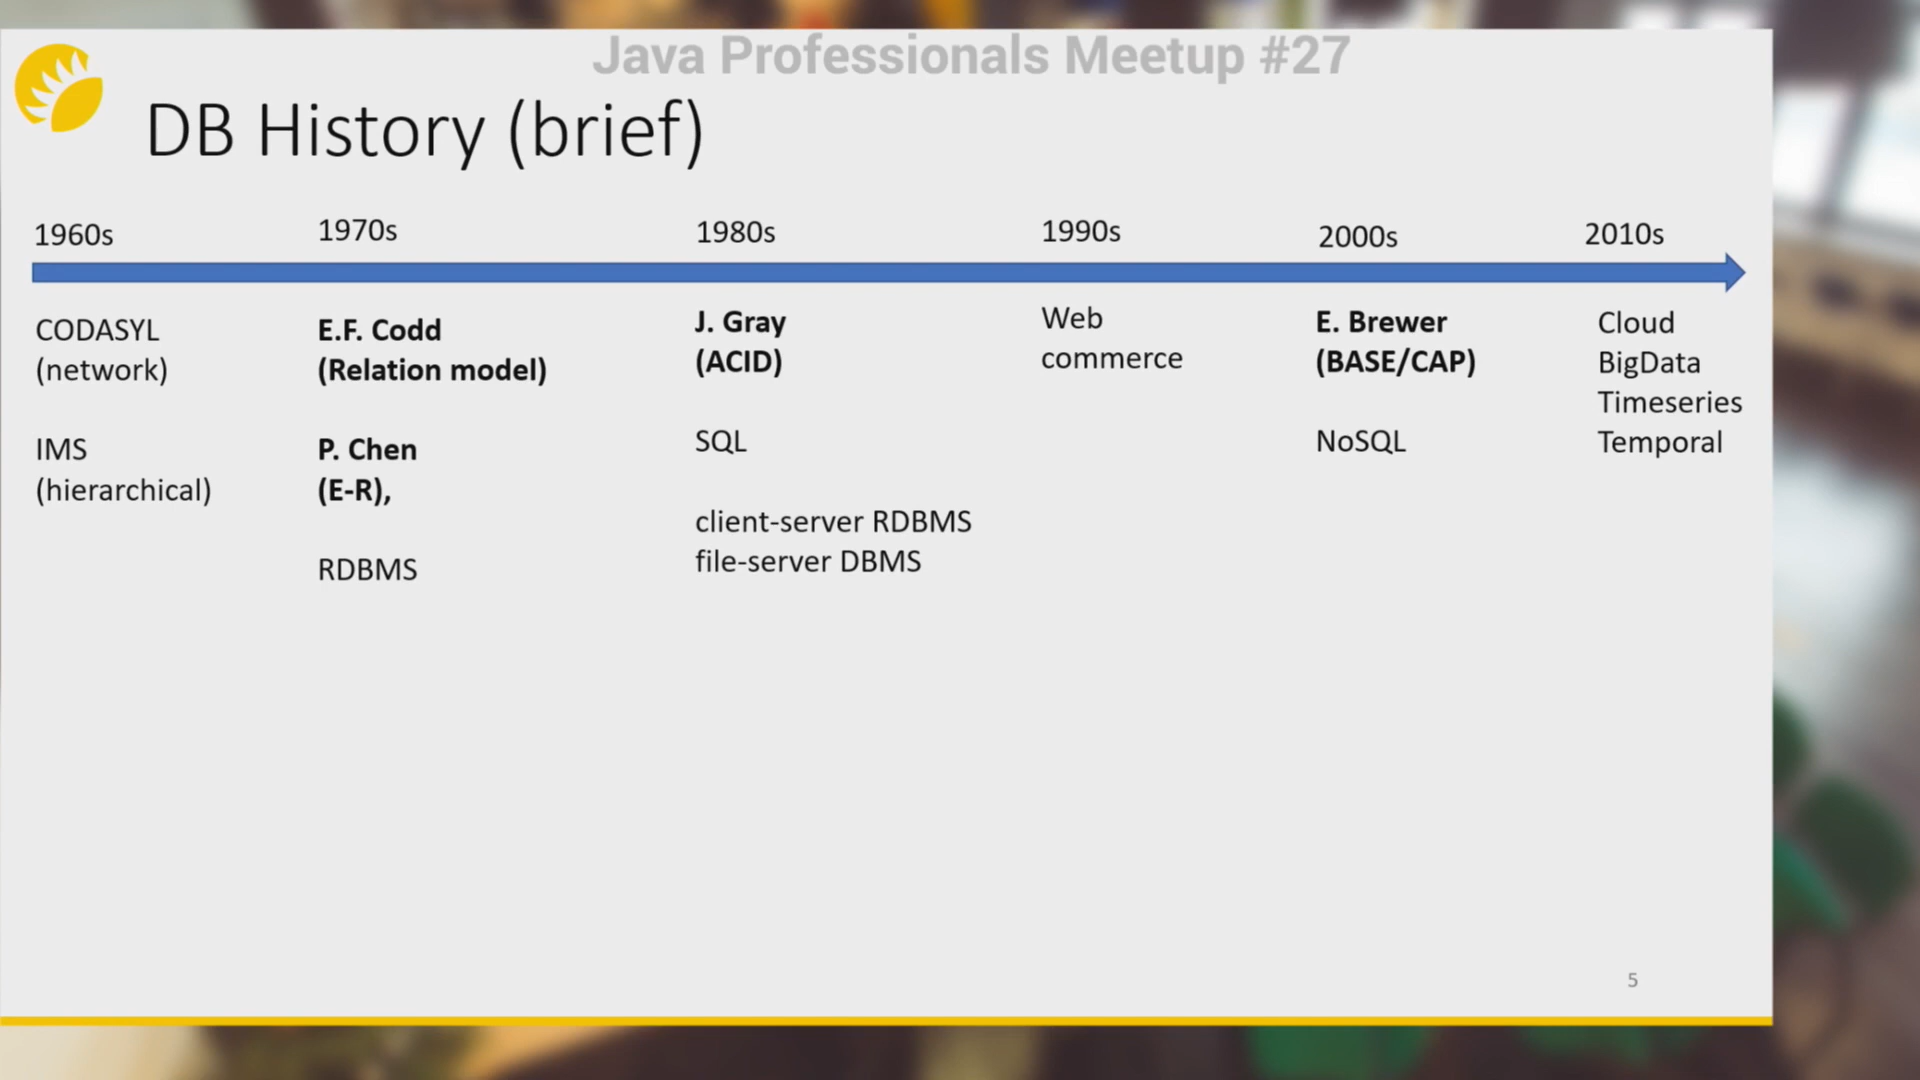 Java Professionals Meetup #27
DB History (brief)
1960s
1970s
1980s
1990s
2000s
2010s
CODASYL
(network)
IMS
(hierarchical)
E.F. Codd
(Relation model)
P. Chen
(E-R),
RDBMS
J. Gray
(ACID)
SQL
client-server RDBMS
file-server DBMS
Web
commerce
E. Brewer
(BASE/CAP)
NoSQL
Cloud
BigData
Timeseries
Temporal
5